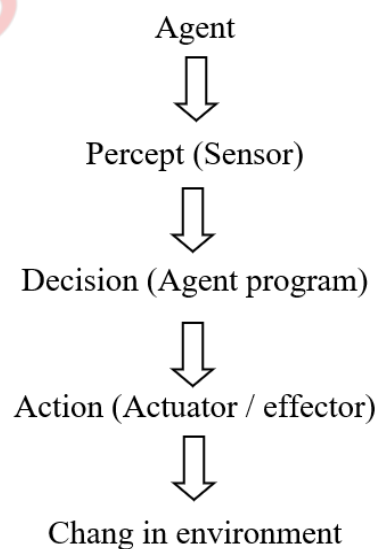 Agent
Percept (Sensor)
Decision (Agent program)
Action (Actuator / effector)
Chang in environment